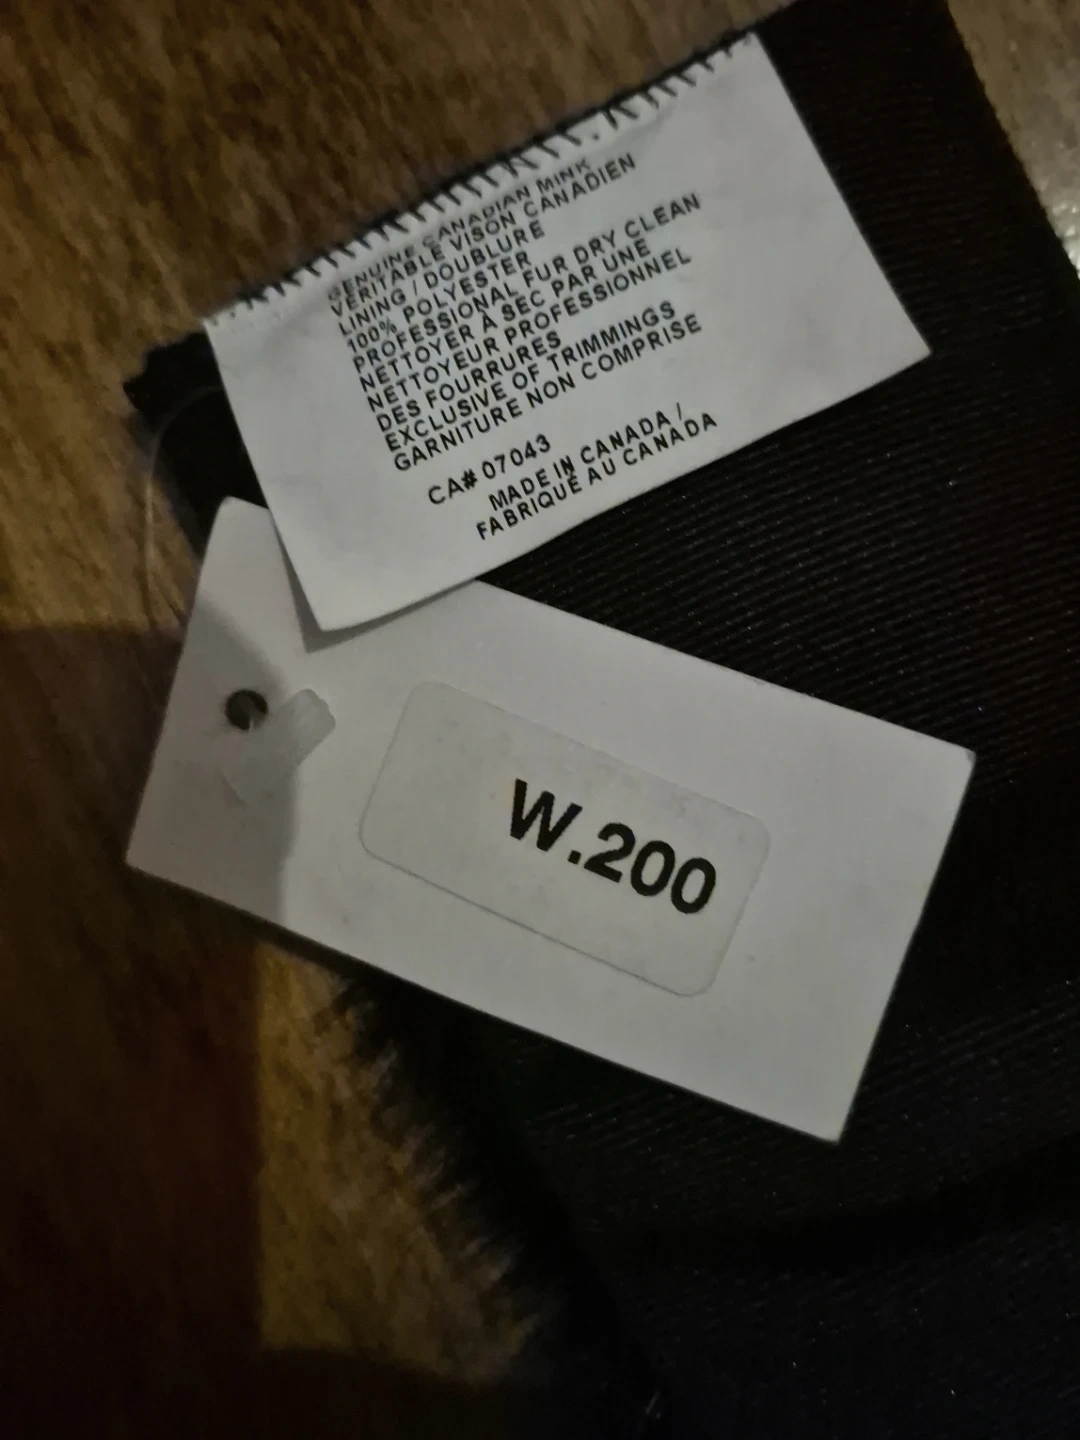 GENUINE CANADIAN MINK
VÉRITABLE VISON CANADIEN
LINING / DOUBLURE
100% POLYESTER
PROFESSIONAL FUR DRY CLEAN
NETTOYER À SEC PAR UNE
NETTOYEUR PROFESSIONNEL
DES FOURRURES
EXCLUSIVE OF TRIMMINGS
GARNITURE NON COMPRISE
CA# 07043
MADE IN CANADA /
FABRIQUÉ AU CANADA
W.200